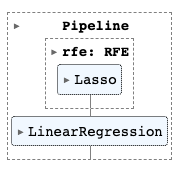 Pipeline
rfe: RFE
Lasso
LinearRegression